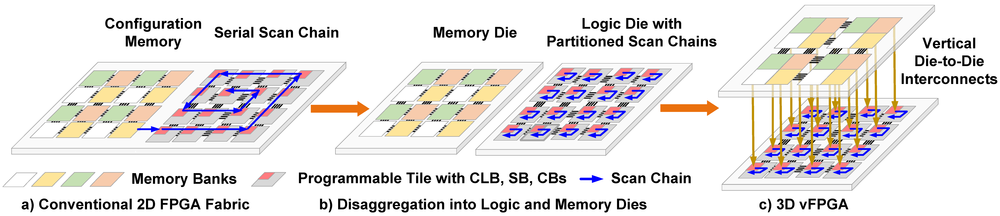 Configuration
Memory
Serial Scan Chain
Memory Die
Logic Die with
Partitioned Scan Chains
Vertical
Die-to-Die
Interconnects
Memory Banks
Programmable Tile with CLB, SB, CBs
Scan Chain
a) Conventional 2D FPGA Fabric
b) Disaggregation into Logic and Memory Dies
c) 3D vFPGA